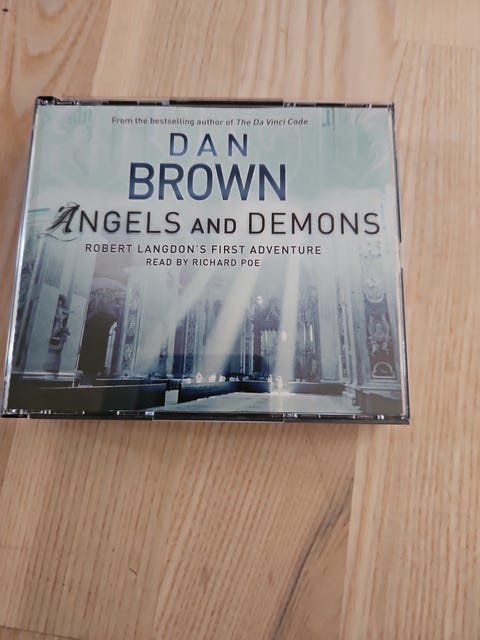 From the bestselling author of The Da Vinci Code
DAN
BROWN
ANGELS AND DEMONS
ROBERT LANGDON'S FIRST ADVENTURE
READ BY RICHARD POE